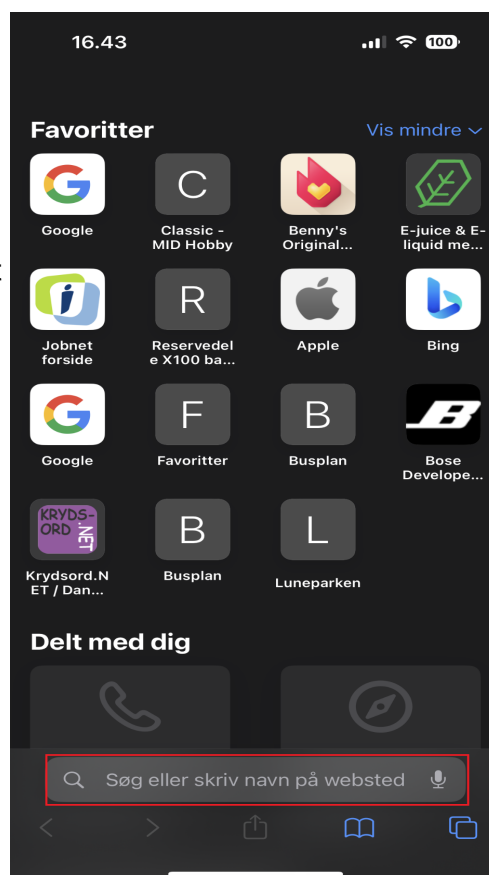 16.43
100
Favoritter
Vis mindre
G
C
Google
Classic -
MID Hobby
Benny's
Original...
E-juice & E-
liquid me...
i
R
Jobnet
forside
Reservedel
e X100 ba...
Apple
Bing
G
F
B
B
Google
Favoritter
Busplan
Bose
Develope...
KRYDS-
ORD
.NET
B
L
Krydsord.N
ET / Dan...
Busplan
Luneparken
Delt med dig
Søg eller skriv navn på websted